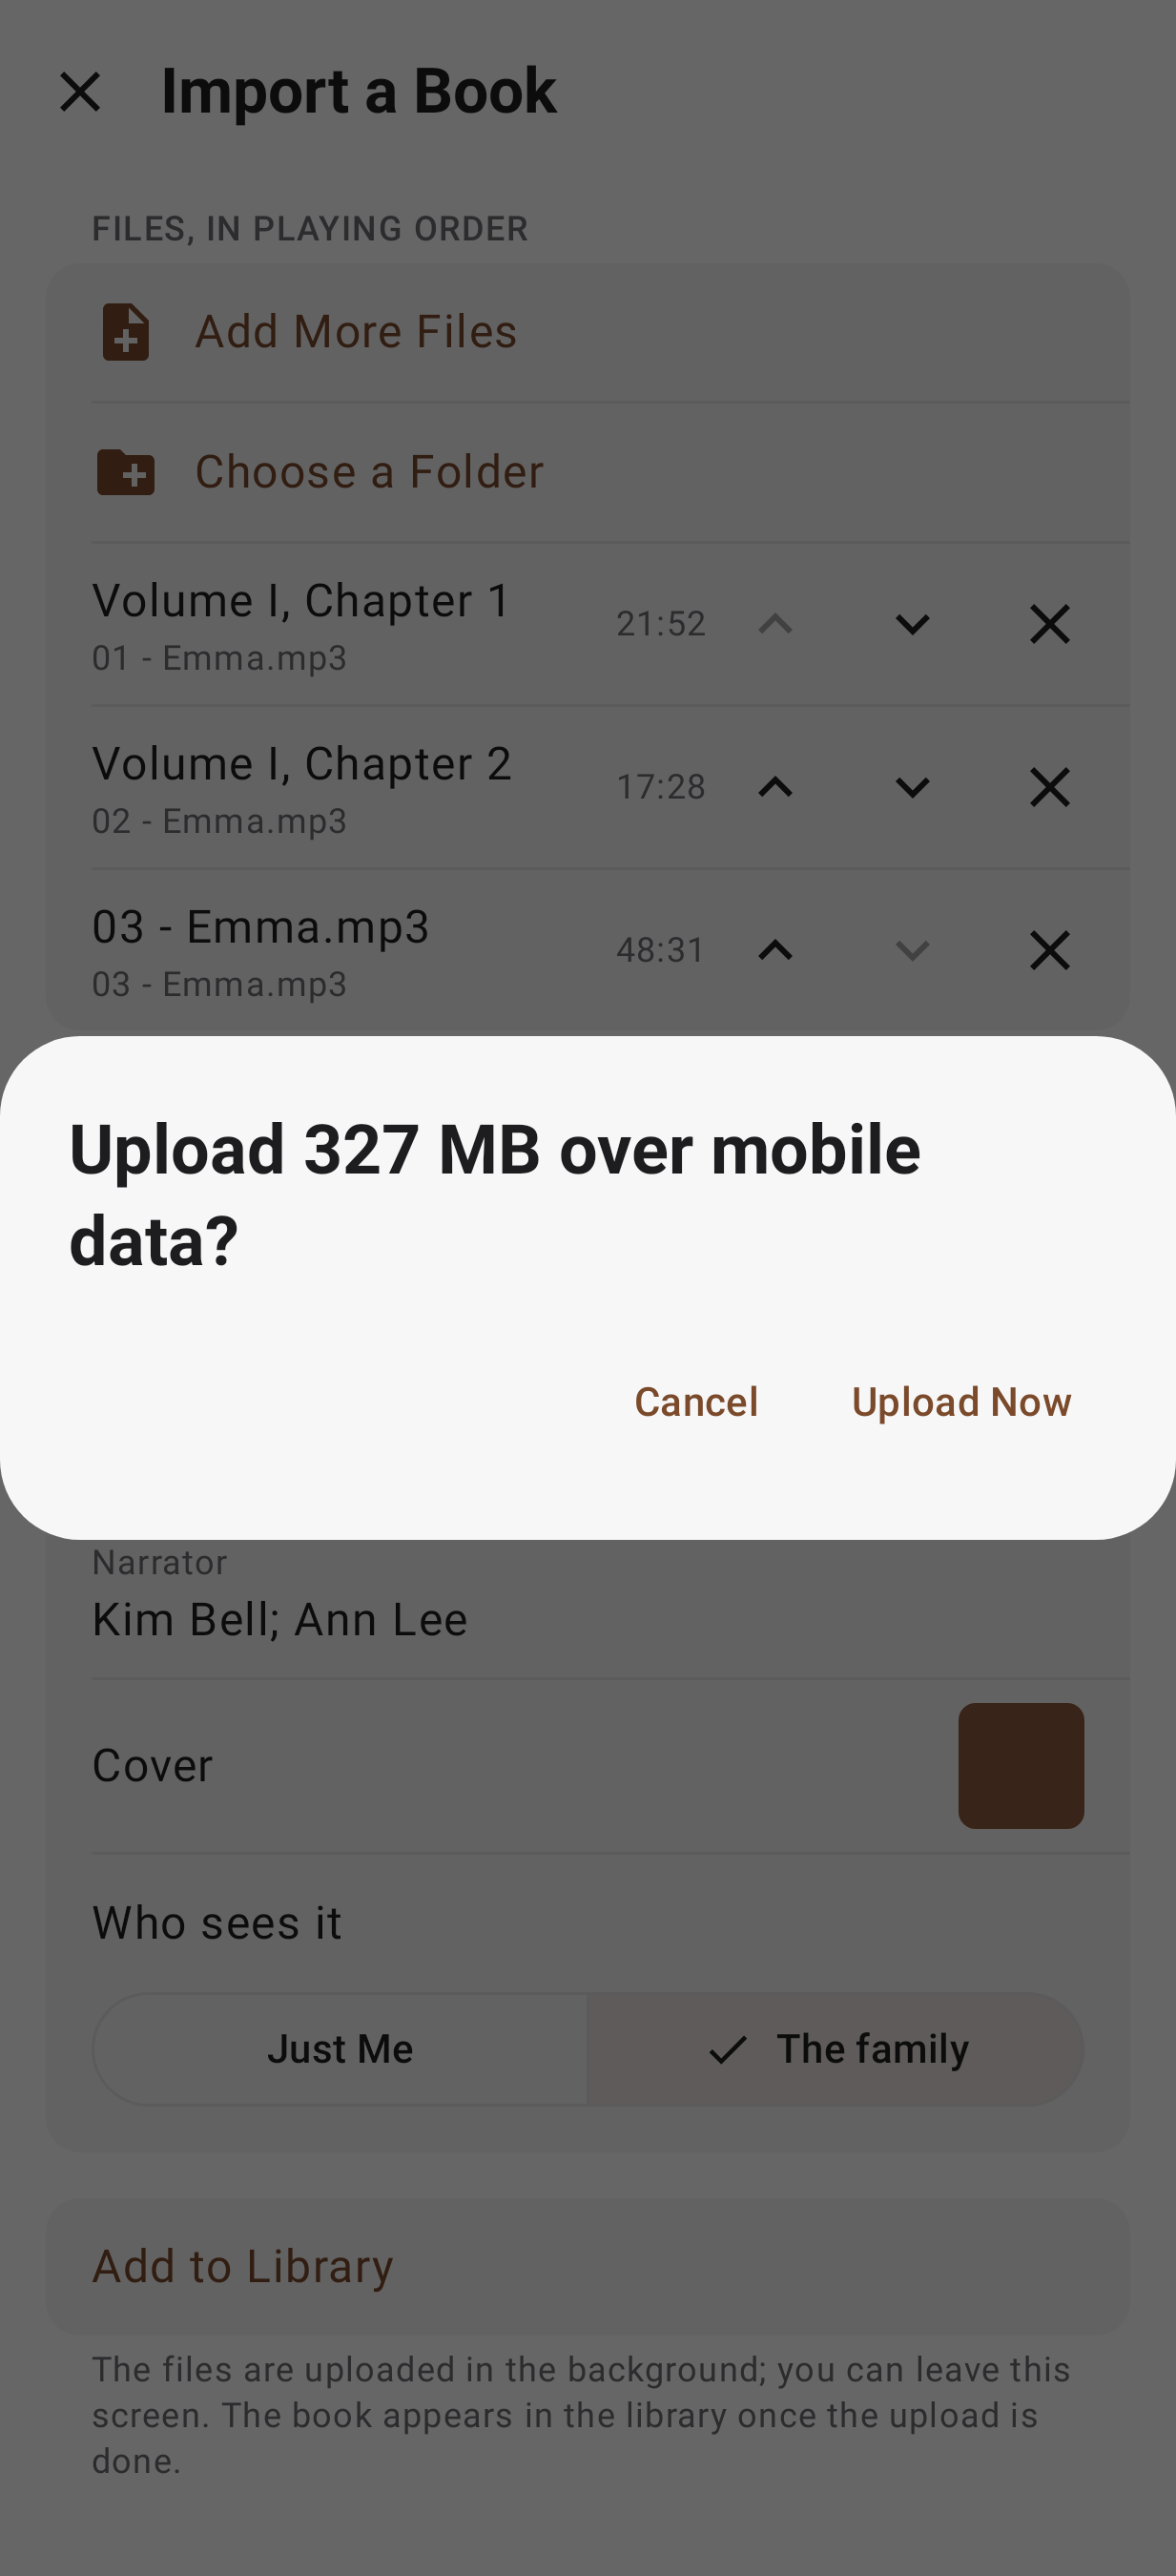 Import a Book
FILES, IN PLAYING ORDER
Add More Files
Choose a Folder
Volume I, Chapter 1
01 - Emma.mp3
21:52
Volume I, Chapter 2
02 - Emma.mp3
17:28
03 - Emma.mp3
03 - Emma.mp3
48:31
Upload 327 MB over mobile
data?
Cancel
Upload Now
Narrator
Kim Bell; Ann Lee
Cover
Who sees it
Just Me
The family
Add to Library
The files are uploaded in the background; you can leave this
screen. The book appears in the library once the upload is
done.